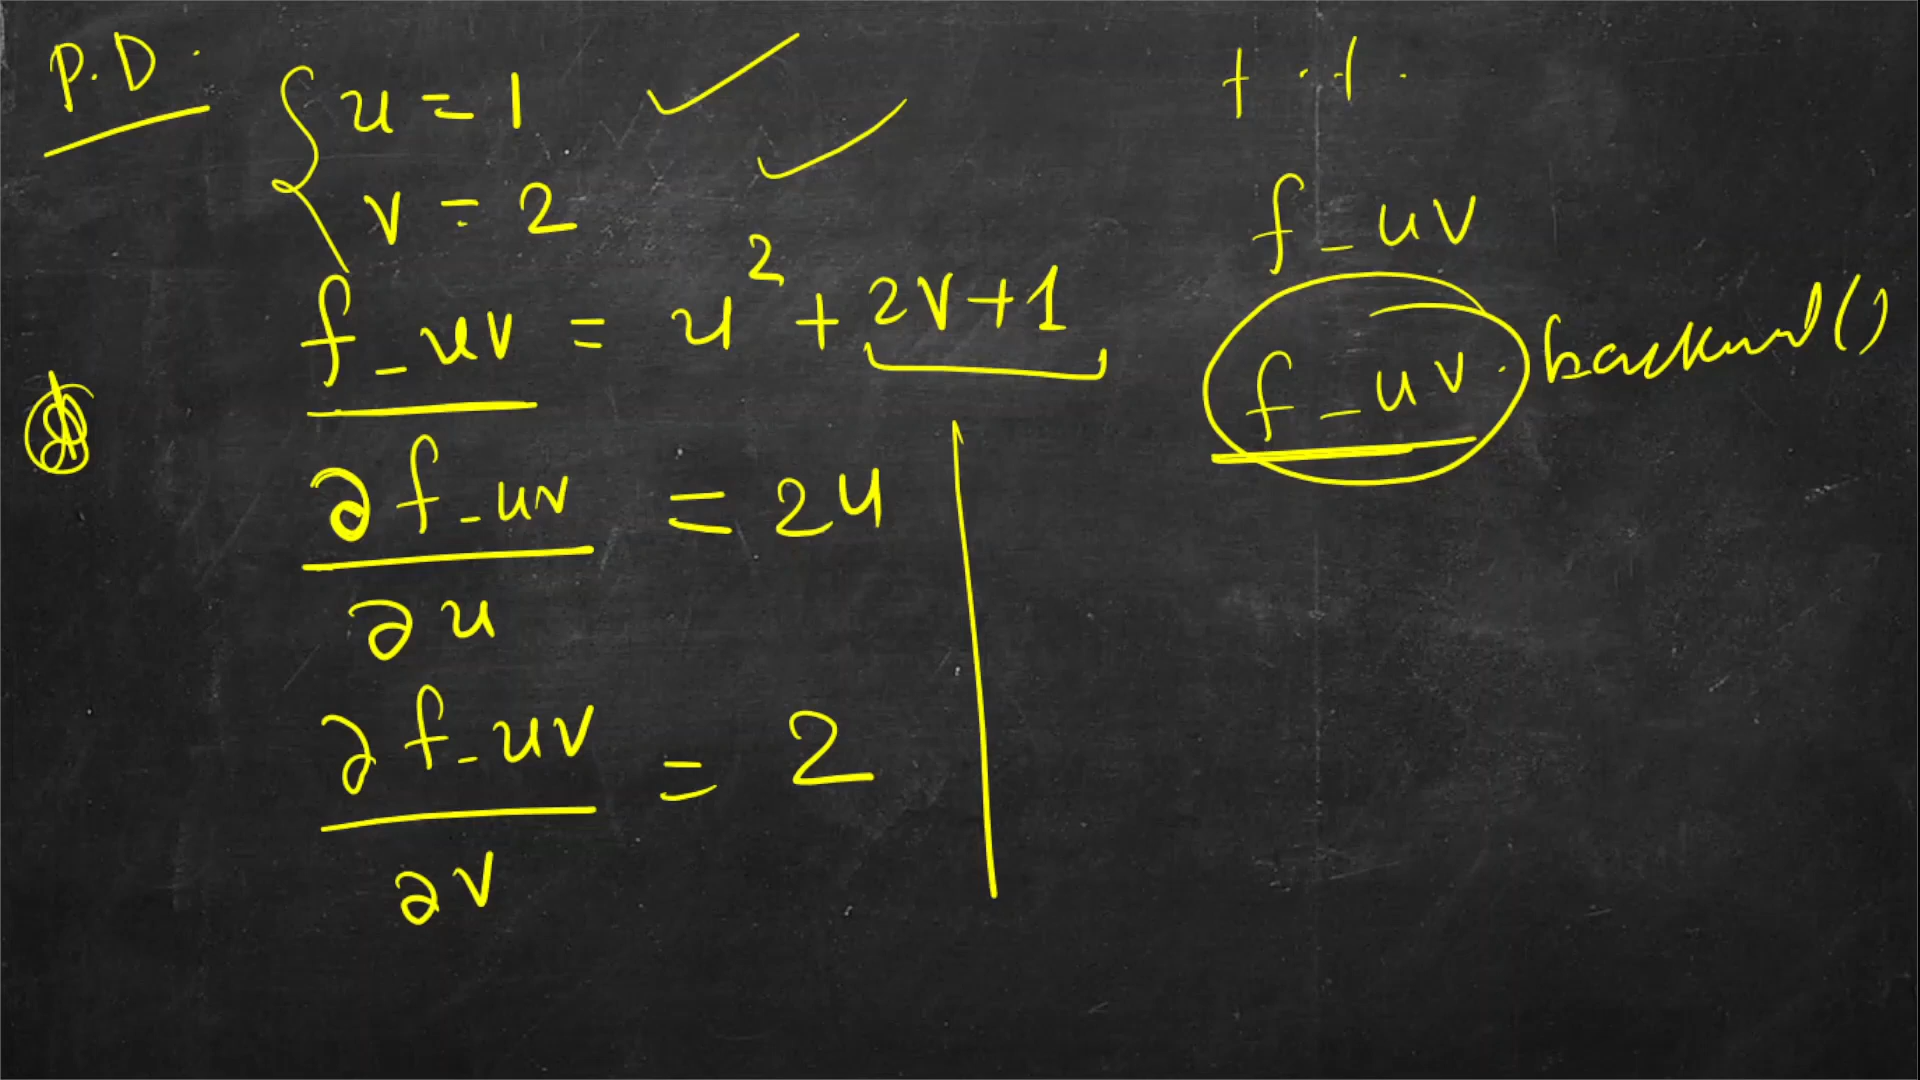 P.D.
u = 1
v = 2
f_uv = u² + 2v+1
∂f_uv / ∂u = 2u
∂f_uv / ∂v = 2
f_uv
f_uv.backward()